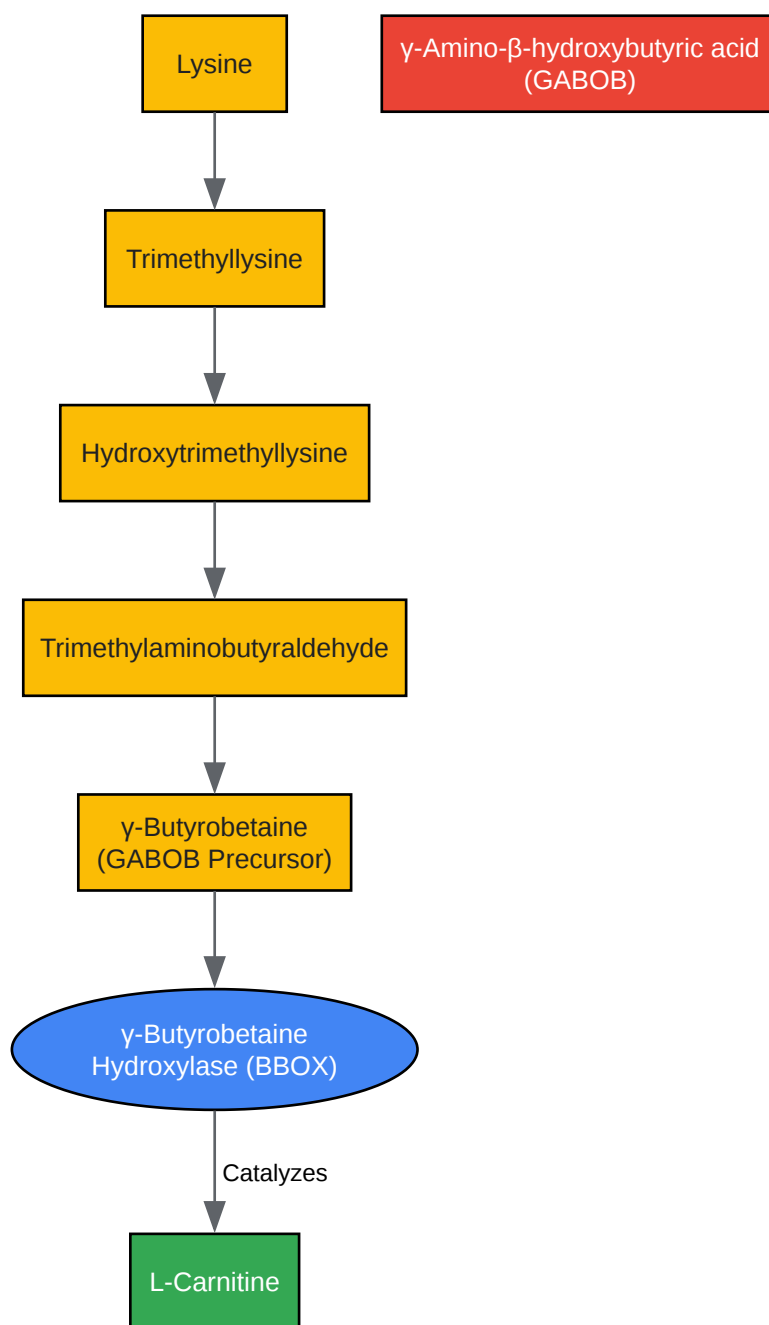 Lysine
γ-Amino-β-hydroxybutyric acid
(GABOB)
Trimethyllysine
Hydroxytrimethyllysine
Trimethylaminobutyraldehyde
γ-Butyrobetaine
(GABOB Precursor)
γ-Butyrobetaine
Hydroxylase (BBOX)
Catalyzes
L-Carnitine